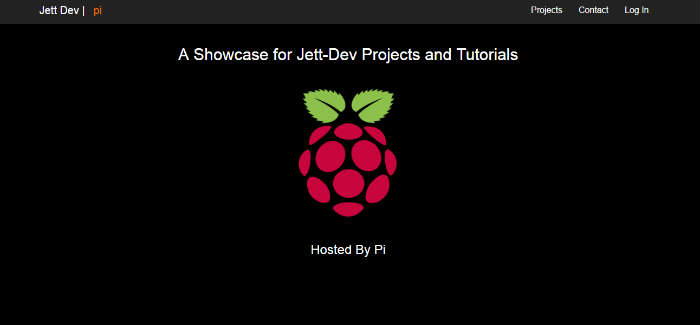 Jett Dev | pi
Projects Contact Log In
A Showcase for Jett-Dev Projects and Tutorials
Hosted By Pi